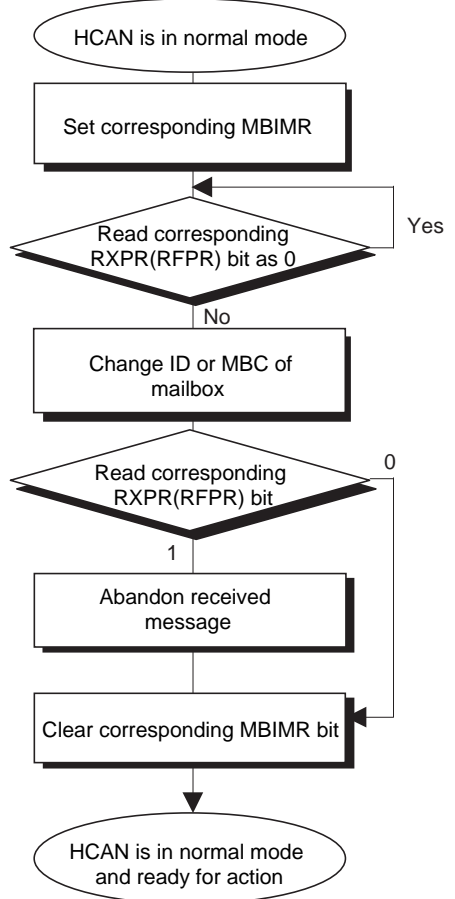 HCAN is in normal mode
Set corresponding MBIMR
Yes
Read corresponding
RXPR(RFPR) bit as 0
No
Change ID or MBC of
mailbox
0
Read corresponding
RXPR(RFPR) bit
1
Abandon received
message
Clear corresponding MBIMR bit
HCAN is in normal mode
and ready for action